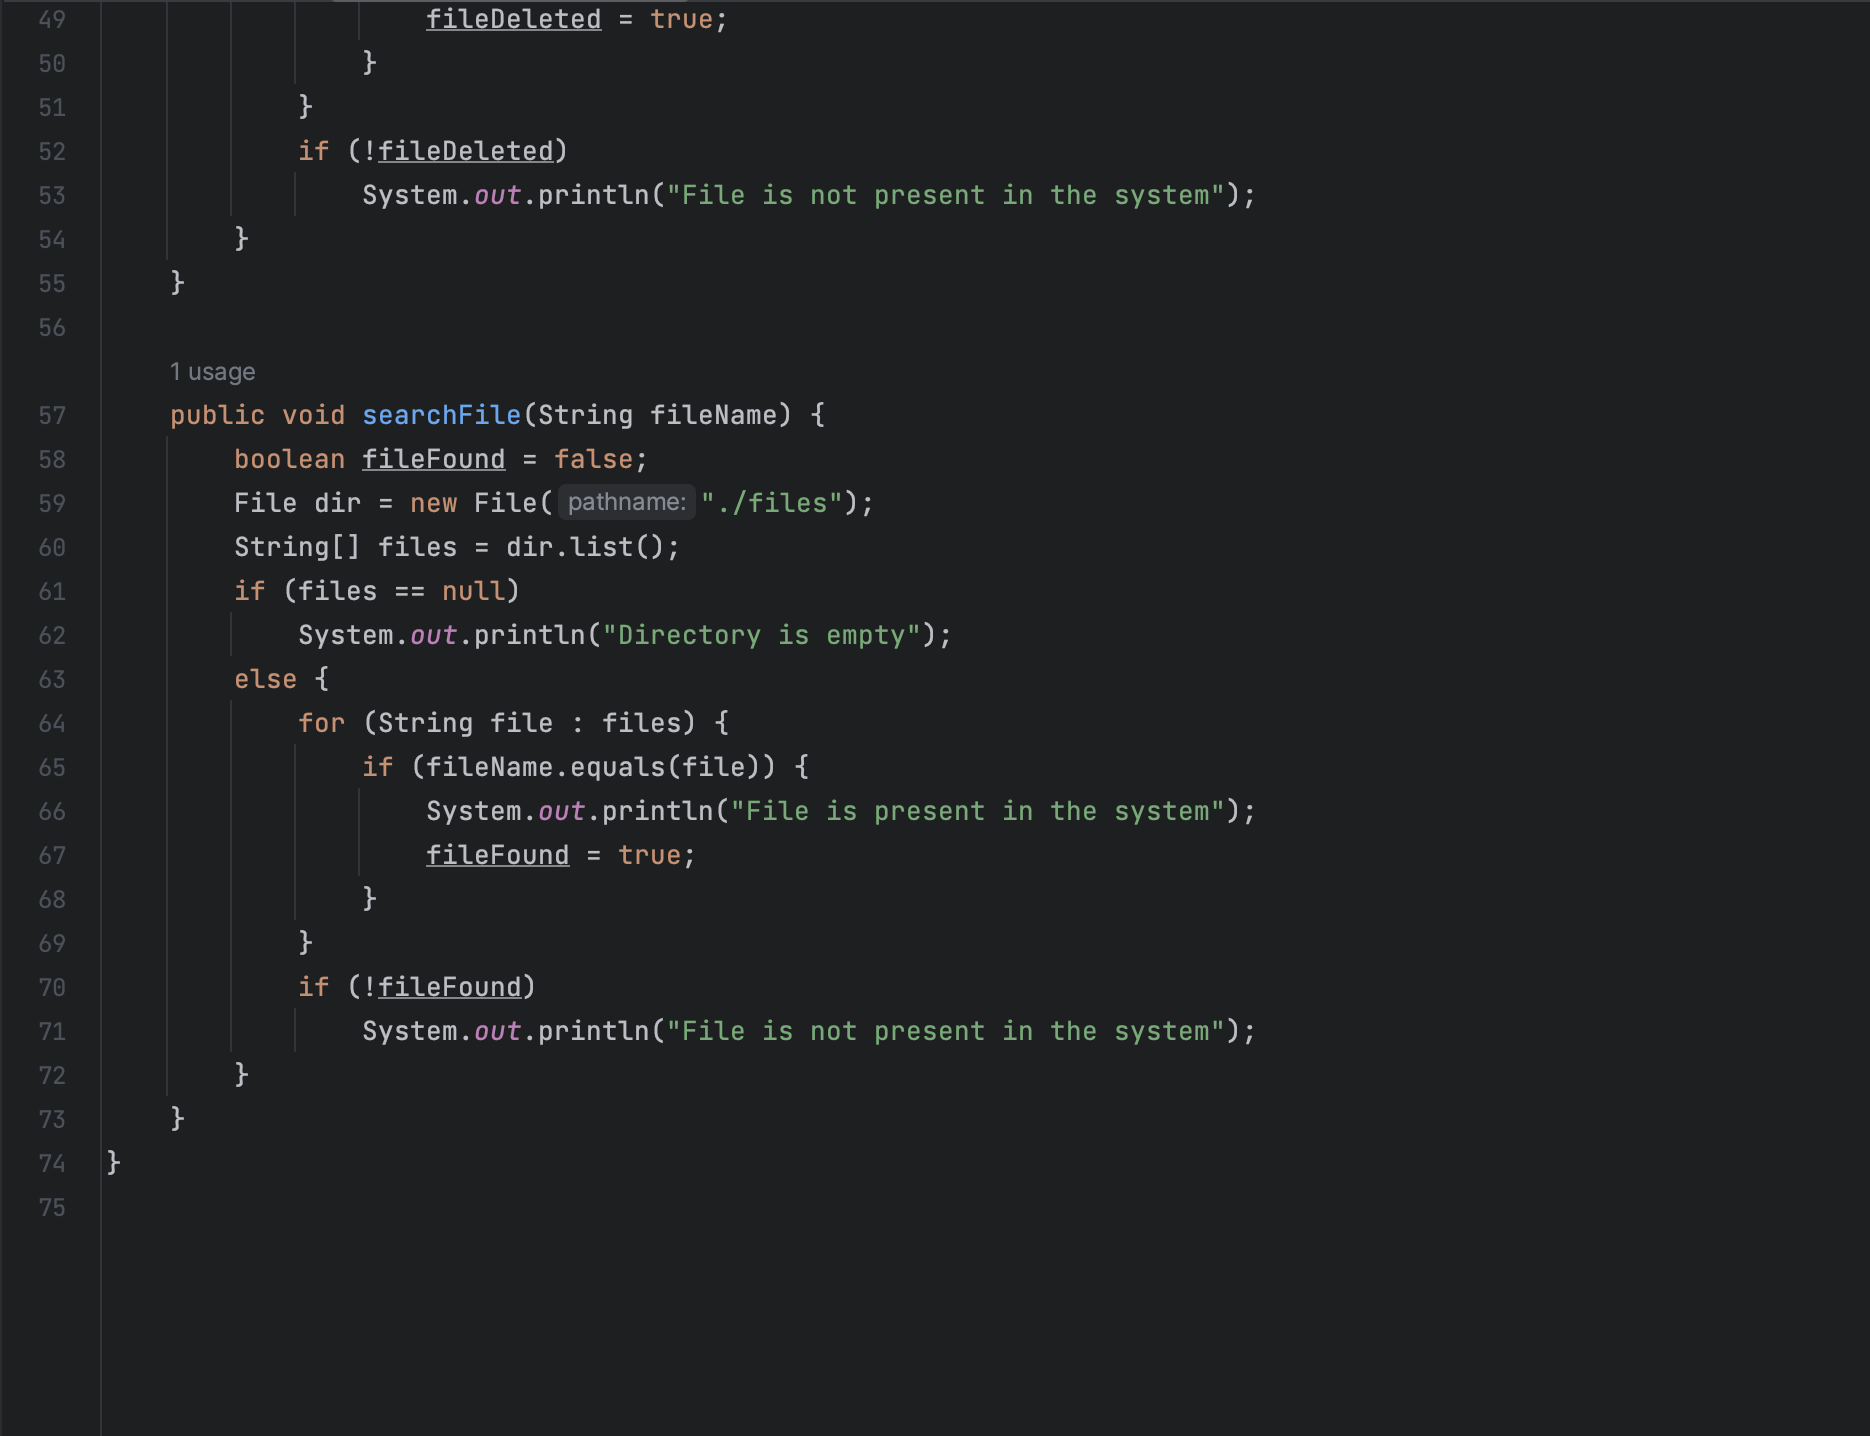 49 fileDeleted = true;
50 }
51 }
52 if (!fileDeleted)
53 System.out.println("File is not present in the system");
54 }
55 }
56
1 usage
57 public void searchFile(String fileName) {
58 boolean fileFound = false;
59 File dir = new File( pathname: "./files");
60 String[] files = dir.list();
61 if (files == null)
62 System.out.println("Directory is empty");
63 else {
64 for (String file : files) {
65 if (fileName.equals(file)) {
66 System.out.println("File is present in the system");
67 fileFound = true;
68 }
69 }
70 if (!fileFound)
71 System.out.println("File is not present in the system");
72 }
73 }
74 }
75